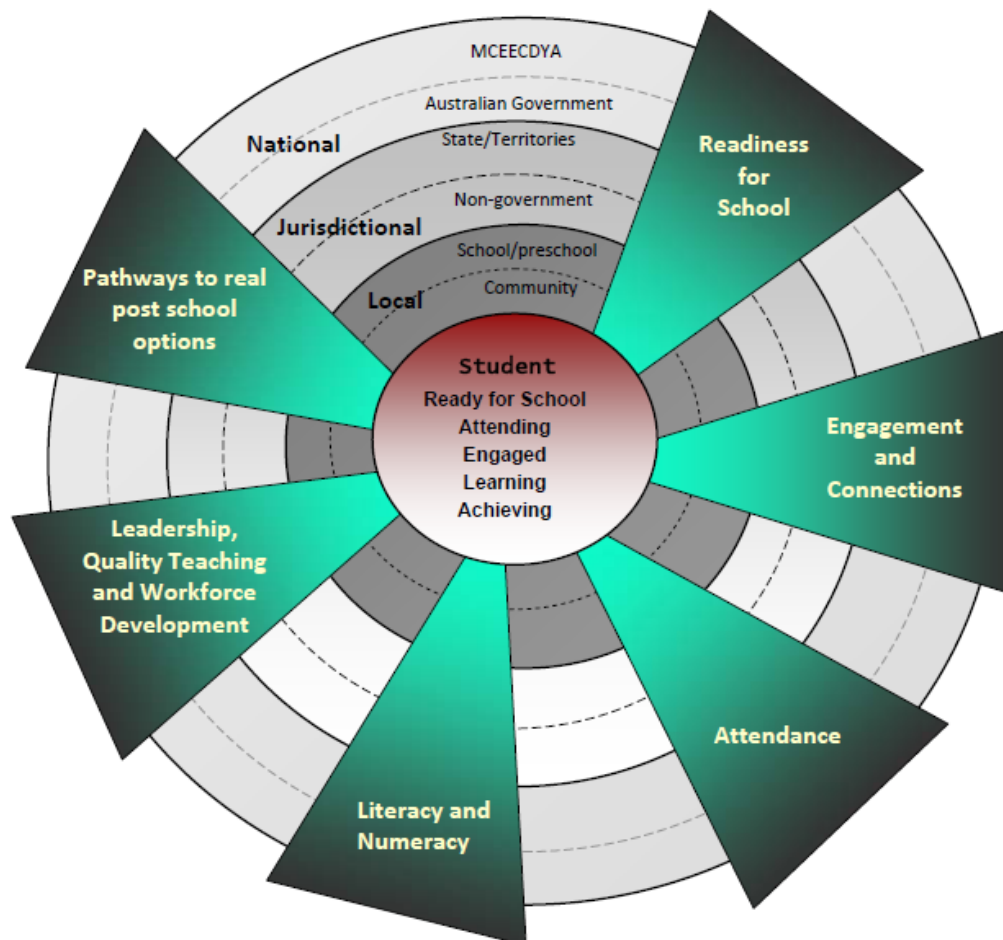 MCEECDYA
Australian Government
National
State/Territories
Non-government
Jurisdictional
School/preschool
Local
Community
Readiness
for
School
Pathways to real
post school
options
Student
Ready for School
Attending
Engaged
Learning
Achieving
Engagement
and
Connections
Leadership,
Quality Teaching
and Workforce
Development
Attendance
Literacy and
Numeracy